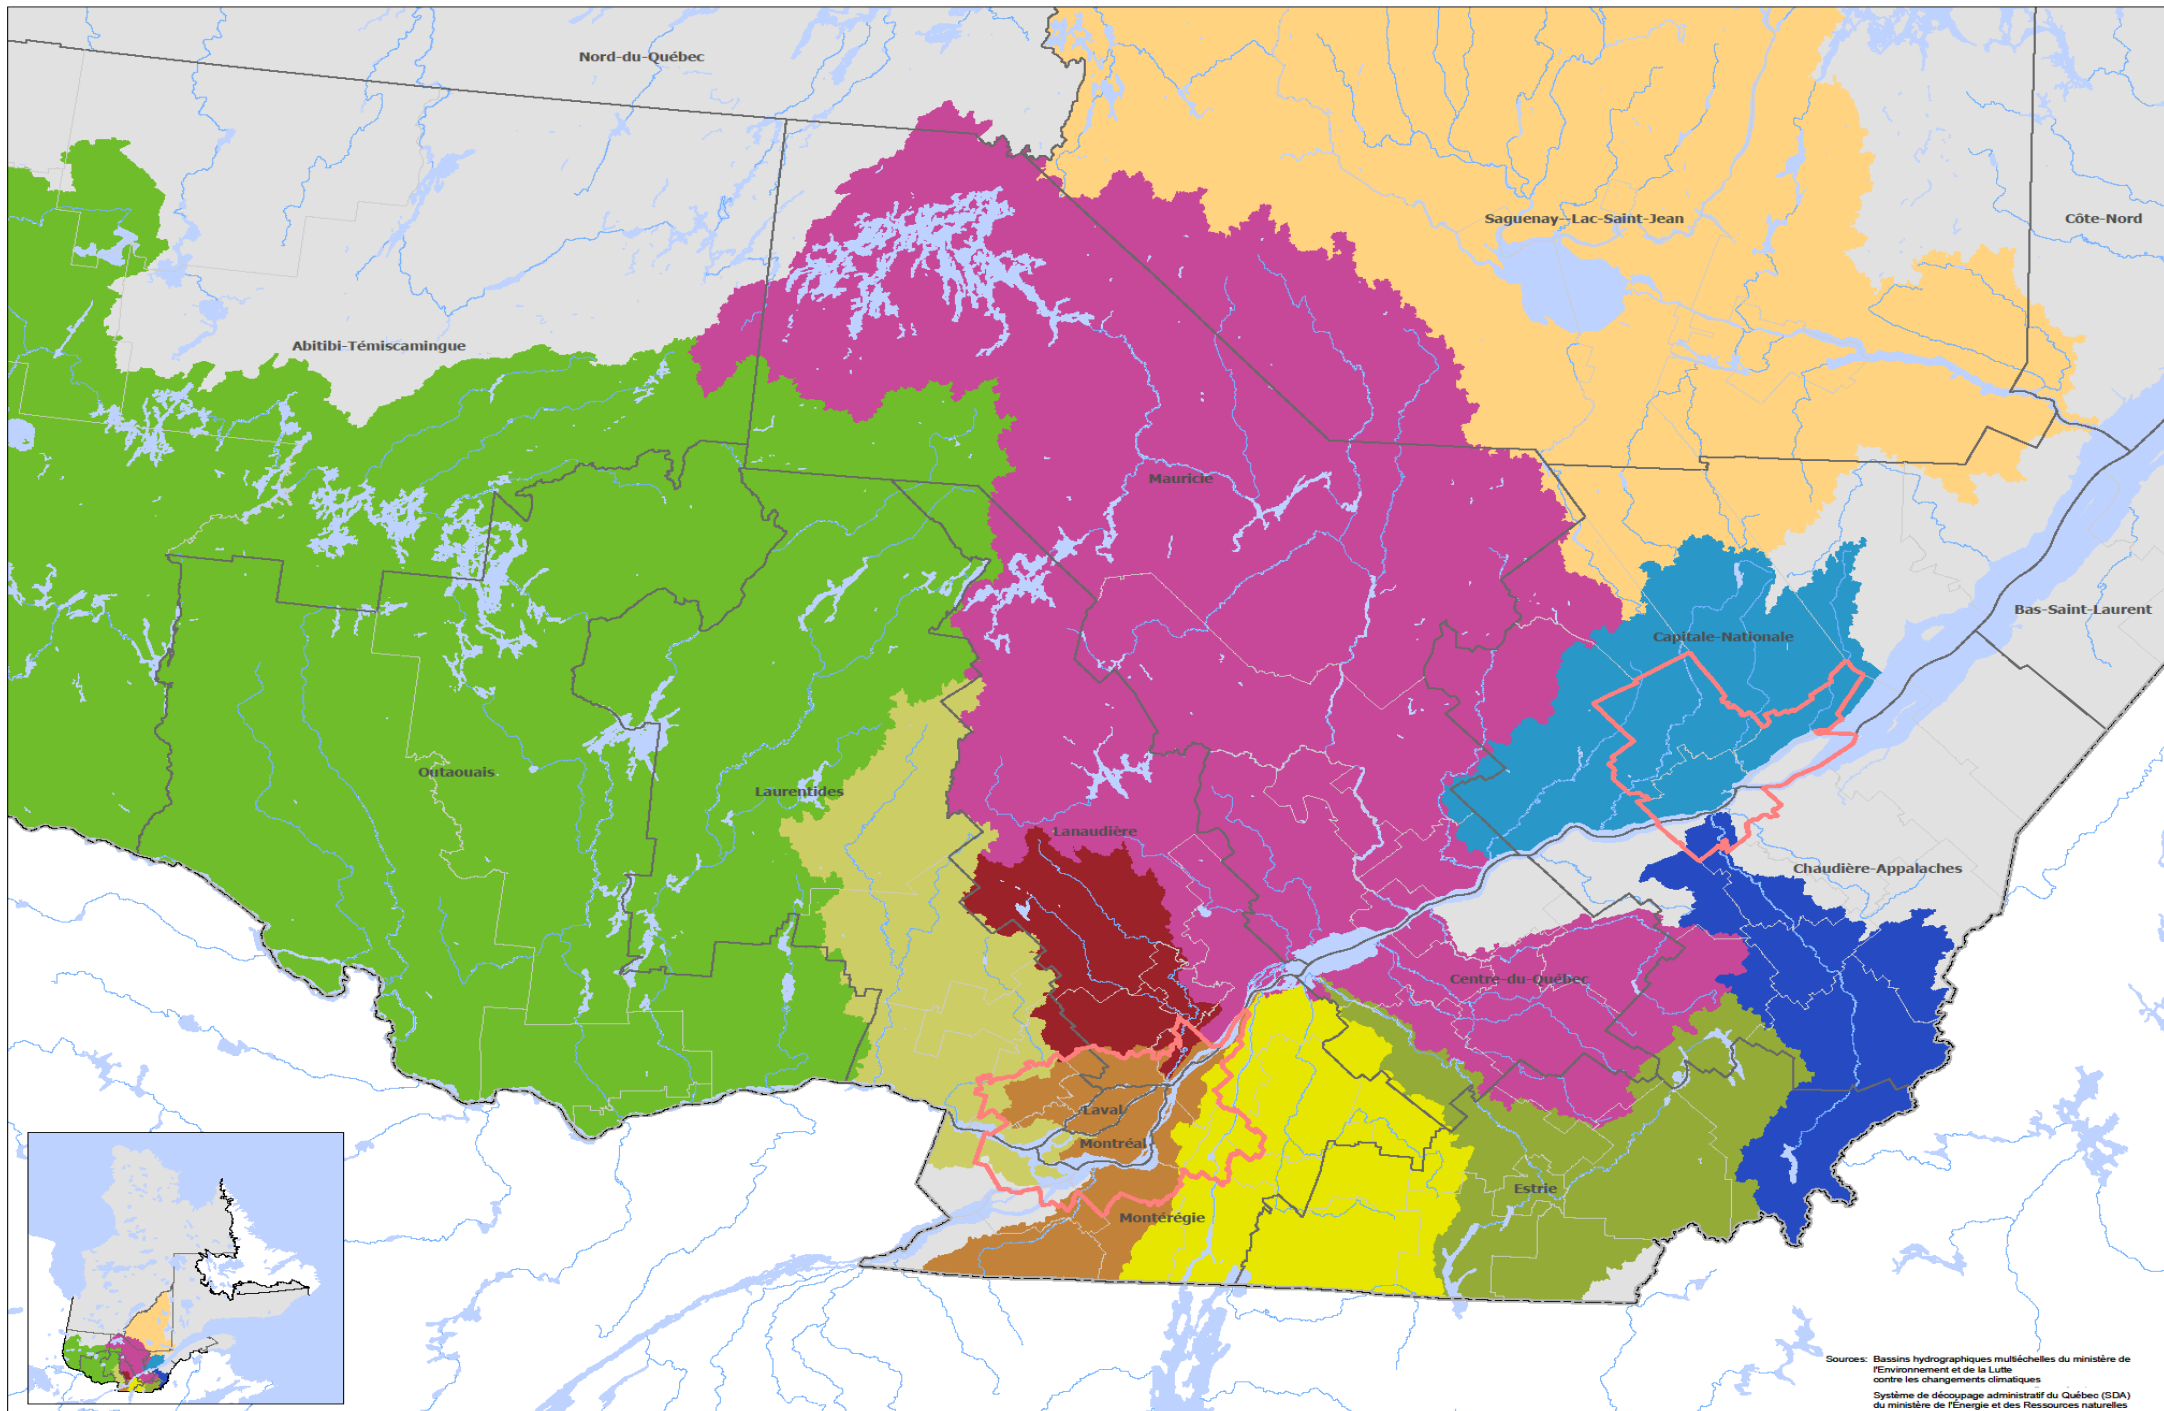 Nord-du-Québec
Saguenay--Lac-Saint-Jean
Côte-Nord
Abitibi-Témiscamingue
Mauricie
Bas-Saint-Laurent
Capitale-Nationale
Outaouais
Laurentides
Lanaudière
Chaudière-Appalaches
Centre-du-Québec
Laval
Montréal
Estrie
Montérégie
Sources: Bassins hydrographiques multiéchelles du ministère de
l'Environnement et de la Lutte
contre les changements climatiques
Système de découpage administratif du Québec (SDA)
du ministère de l'Énergie et des Ressources naturelles